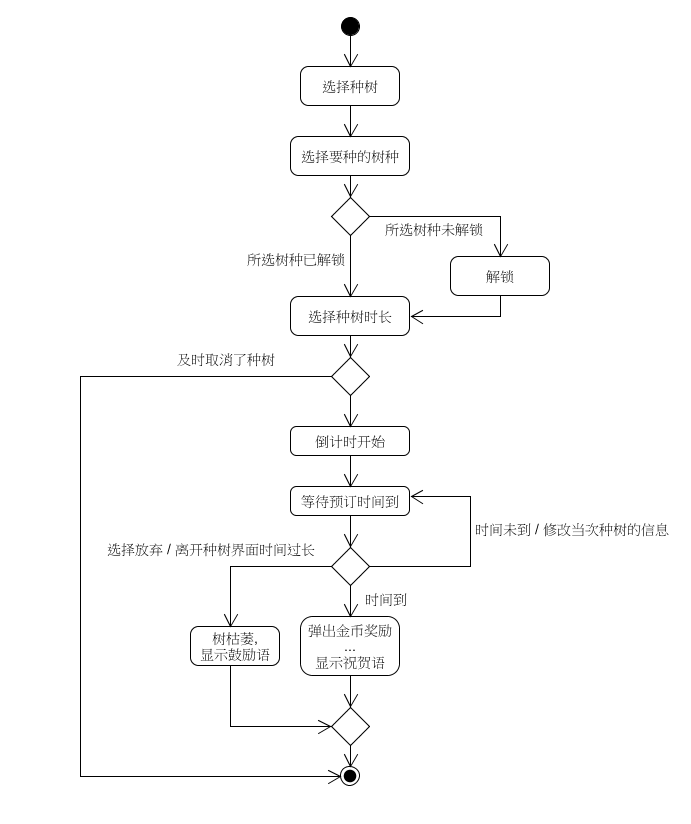 选择种树
选择要种的树种
所选树种未解锁
所选树种已解锁
解锁
选择种树时长
及时取消了种树
倒计时开始
等待预订时间到
时间未到 / 修改当次种树的信息
选择放弃 / 离开种树界面时间过长
时间到
树枯萎,
显示鼓励语
弹出金币奖励
...
显示祝贺语